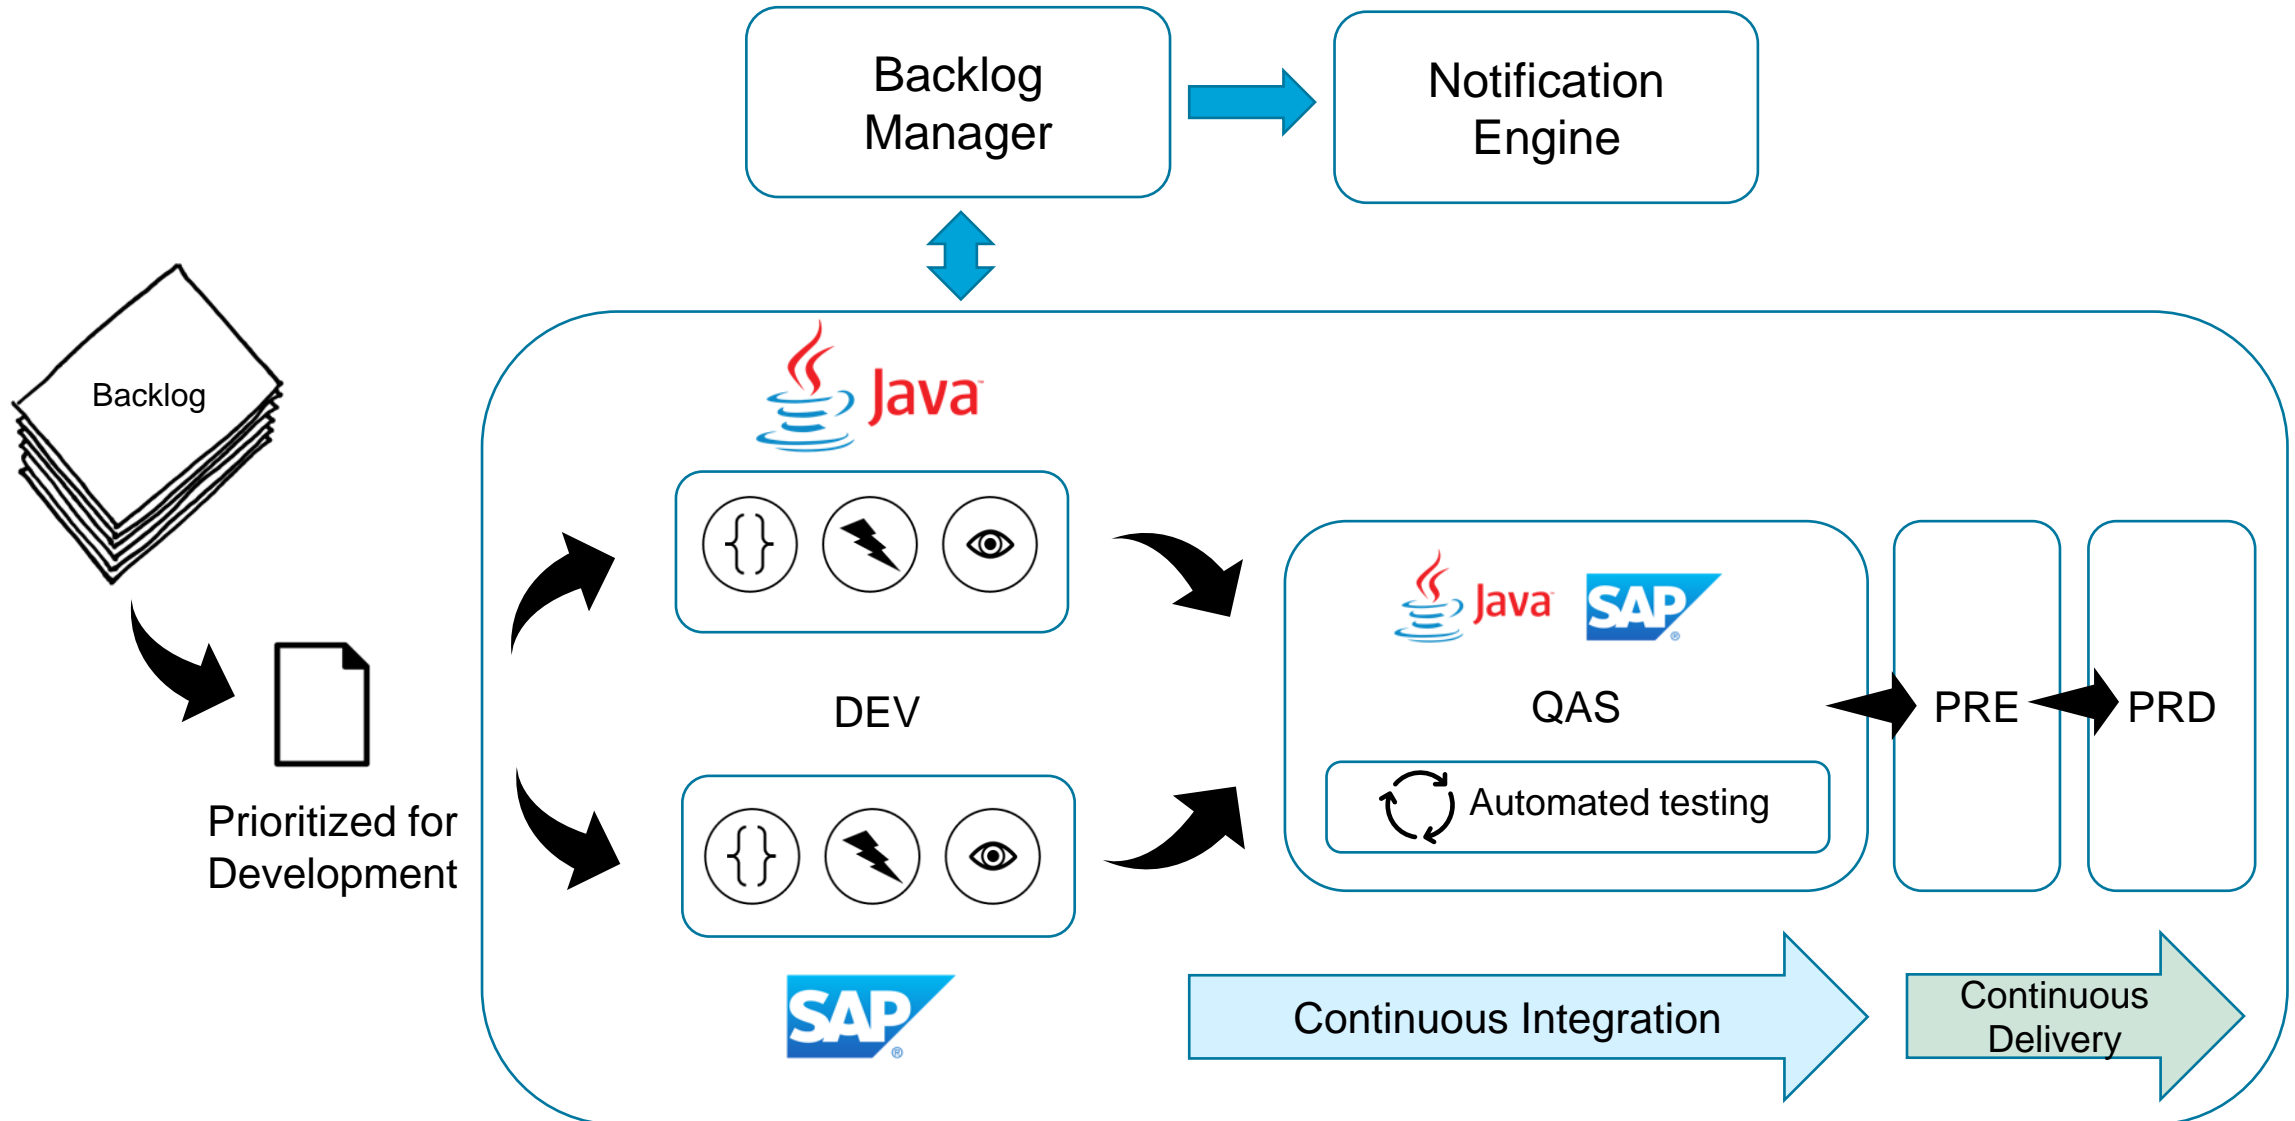 Backlog
Manager
Notification
Engine
Backlog
Java™
DEV
Java
SAP®
QAS
PRE
PRD
Automated testing
Prioritized for
Development
SAP®
Continuous Integration
Continuous
Delivery